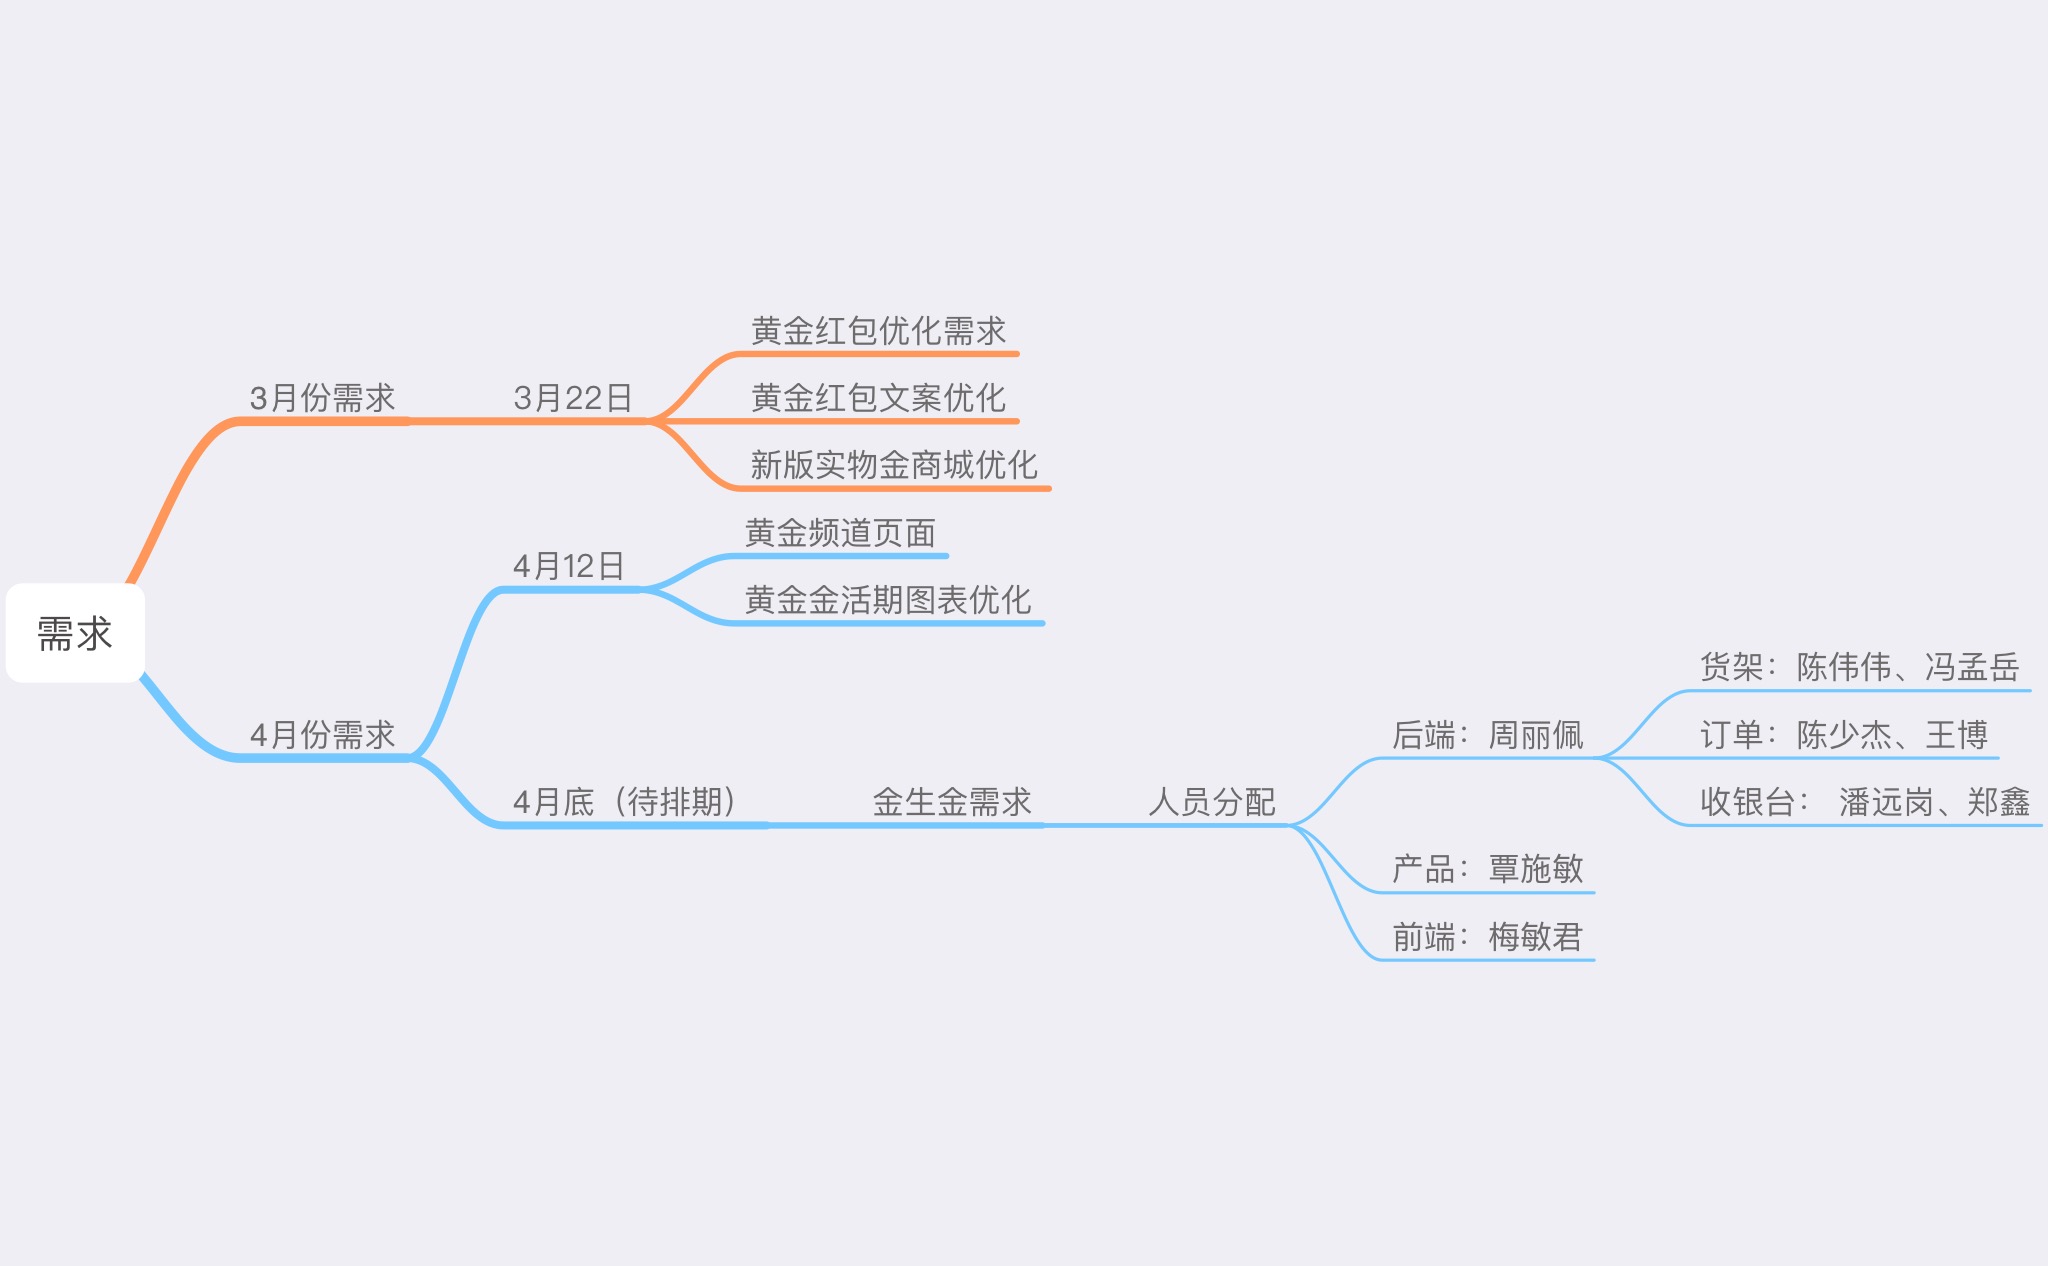 需求
3月份需求
3月22日
黄金红包优化需求
黄金红包文案优化
新版实物金商城优化
4月份需求
4月12日
黄金频道页面
黄金金活期图表优化
4月底（待排期）
金生金需求
人员分配
后端：周丽佩
货架：陈伟伟、冯孟岳
订单：陈少杰、王博
收银台： 潘远岗、郑鑫
产品：覃施敏
前端：梅敏君